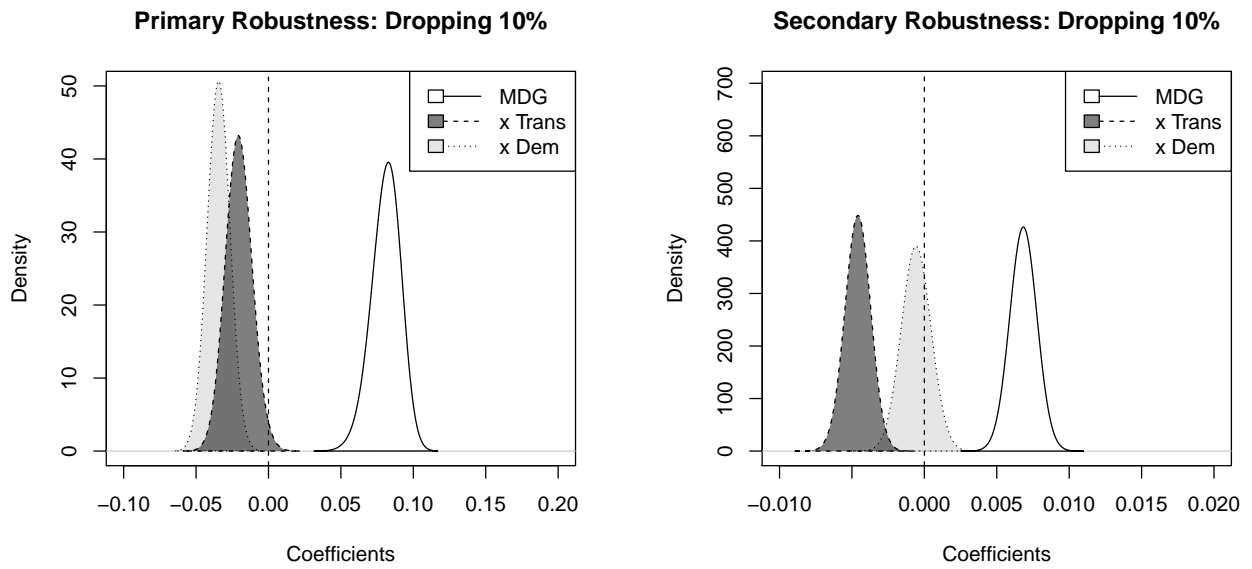 Primary Robustness: Dropping 10%
MDG
x Trans
x Dem
Density
0
10
20
30
40
50
−0.10
−0.05
0.00
0.05
0.10
0.15
0.20
Coefficients
Secondary Robustness: Dropping 10%
MDG
x Trans
x Dem
Density
0
100
200
300
400
500
600
700
−0.010
0.000
0.005
0.010
0.015
0.020
Coefficients